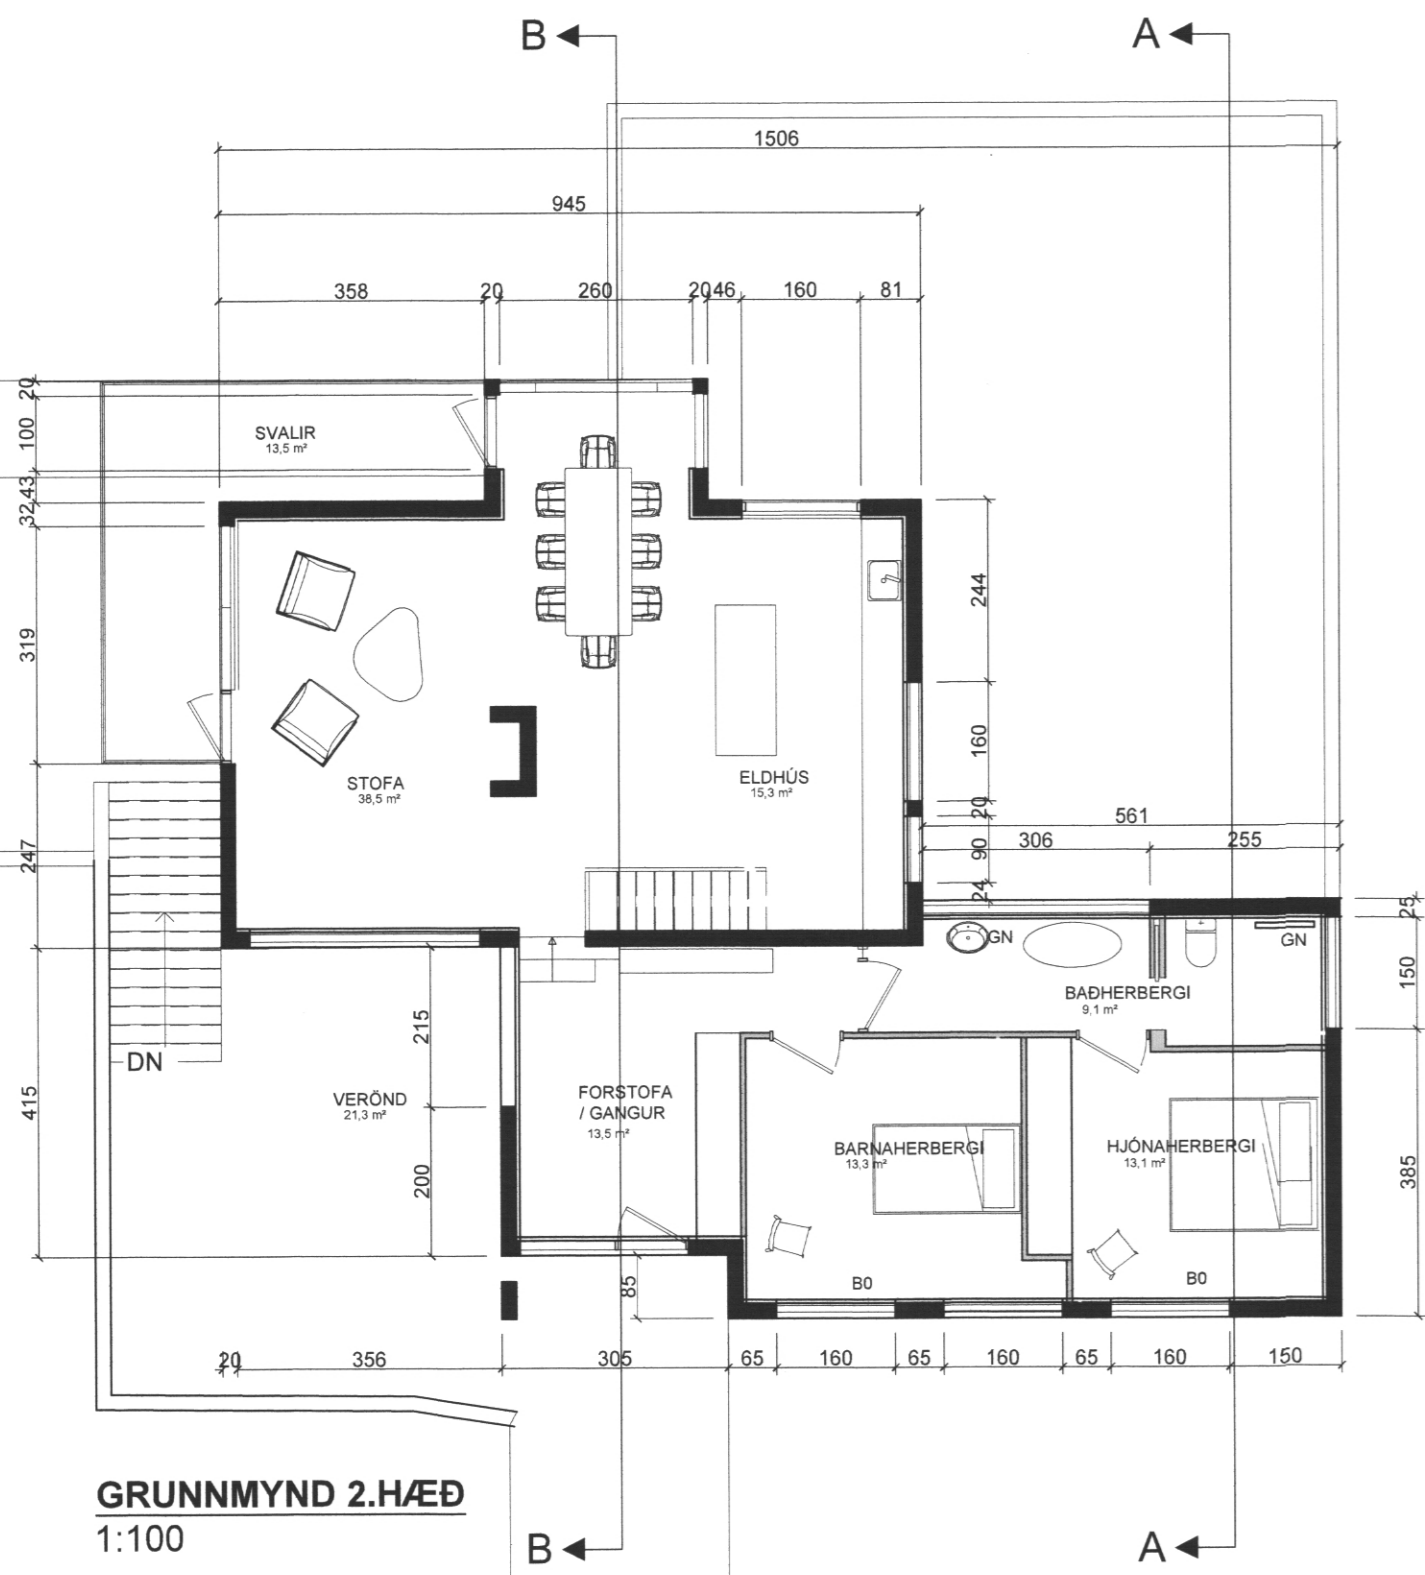 B
A
1506
945
358
20
260
20
46
160
81
20
100
43
32
319
247
415
SVALIR
13,5 m²
244
160
20
90
24
561
306
255
25
150
385
STOFA
38,5 m²
ELDHÚS
15,3 m²
GN
GN
BAÐHERBERGI
9,1 m²
DN
VERÖND
21,3 m²
215
200
FORSTOFA
/ GANGUR
13,5 m²
BARNAHERBERGI
13,3 m²
HJÓNAHERBERGI
13,1 m²
B0
B0
85
20
356
305
65
160
65
160
65
160
150
GRUNNMYND 2.HÆÐ
1:100
B
A